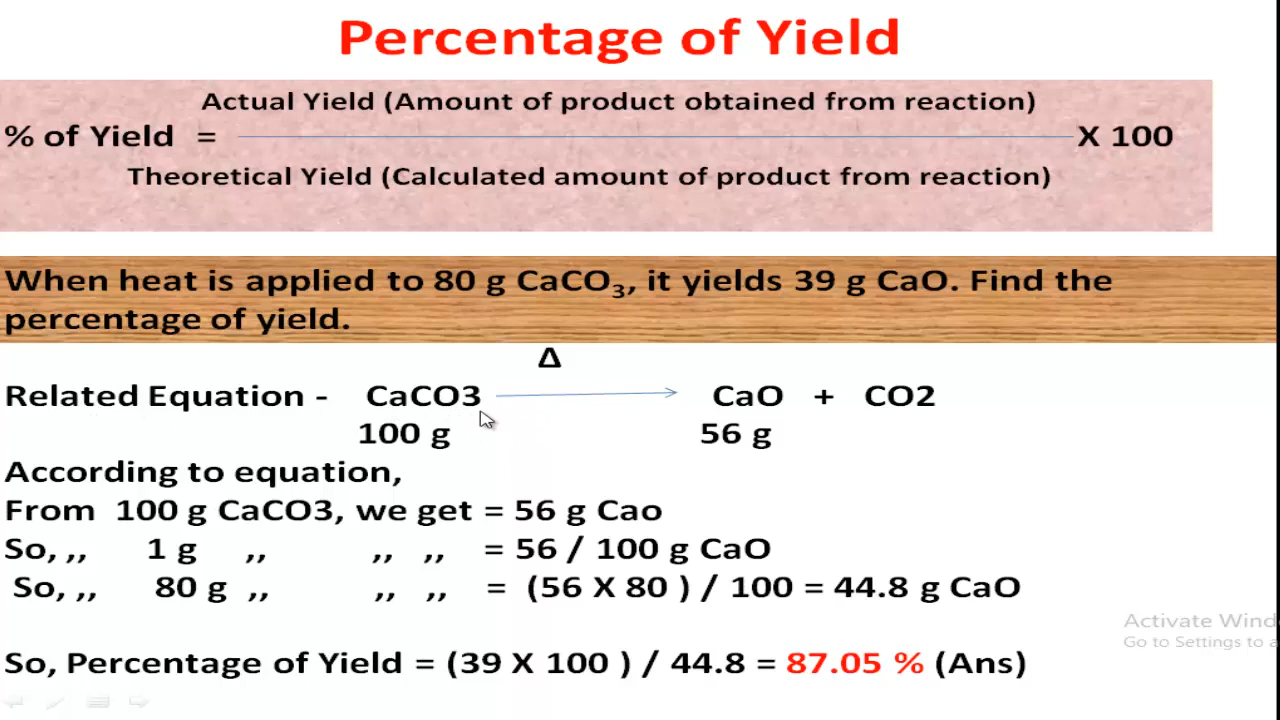 Percentage of Yield
Actual Yield (Amount of product obtained from reaction)
% of Yield = X 100
Theoretical Yield (Calculated amount of product from reaction)
When heat is applied to 80 g CaCO₃, it yields 39 g CaO. Find the
percentage of yield.
Δ
Related Equation - CaCO3 → CaO + CO2
100 g 56 g
According to equation,
From 100 g CaCO3, we get = 56 g Cao
So, ,, 1 g ,, ,, ,, = 56 / 100 g CaO
So, ,, 80 g ,, ,, ,, = (56 X 80 ) / 100 = 44.8 g CaO
Activate Wind
Go to Settings to a
So, Percentage of Yield = (39 X 100 ) / 44.8 = 87.05 % (Ans)